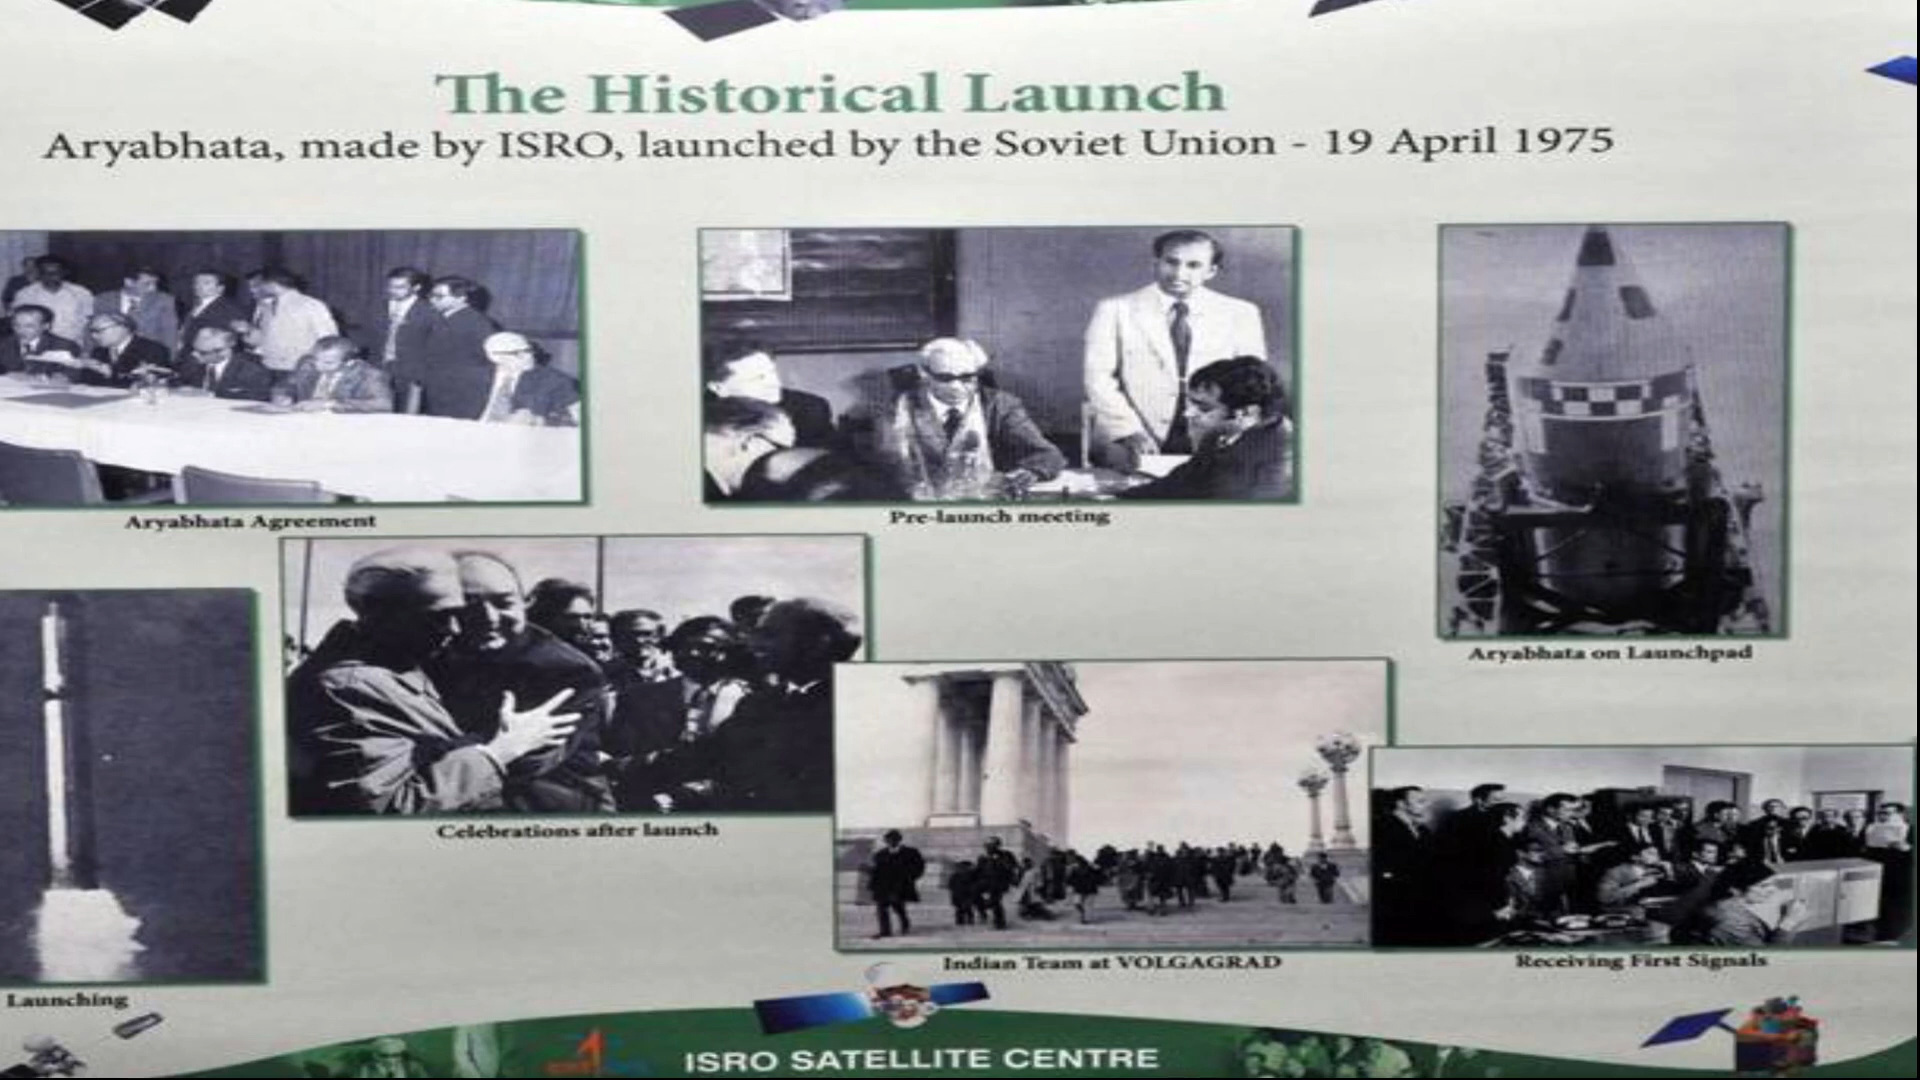 The Historical Launch
Aryabhata, made by ISRO, launched by the Soviet Union - 19 April 1975
Aryabhata Agreement
Pre-launch meeting
Aryabhata on Launchpad
Celebrations after launch
Indian Team at VOLGAGRAD
Receiving First Signals
Launching
ISRO SATELLITE CENTRE